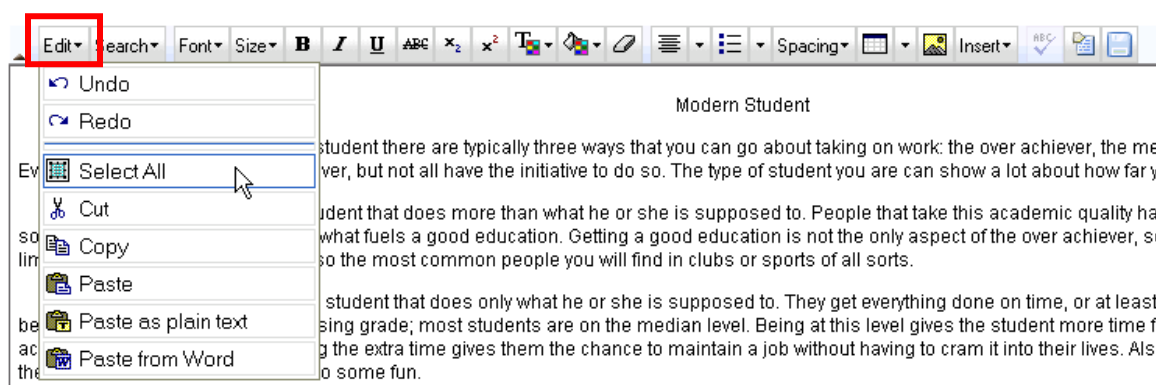 Edit Search Font Size B I U ABC x₂ x² T Spacing Insert ABC
Undo
Redo
Select All
Cut
Copy
Paste
Paste as plain text
Paste from Word
Modern Student
student there are typically three ways that you can go about taking on work: the over achiever, the me
Ev ver, but not all have the initiative to do so. The type of student you are can show a lot about how far y
udent that does more than what he or she is supposed to. People that take this academic quality ha
so what fuels a good education. Getting a good education is not the only aspect of the over achiever, s
lim so the most common people you will find in clubs or sports of all sorts.
student that does only what he or she is supposed to. They get everything done on time, or at least
be sing grade; most students are on the median level. Being at this level gives the student more time f
ac g the extra time gives them the chance to maintain a job without having to cram it into their lives. Als
the o some fun.